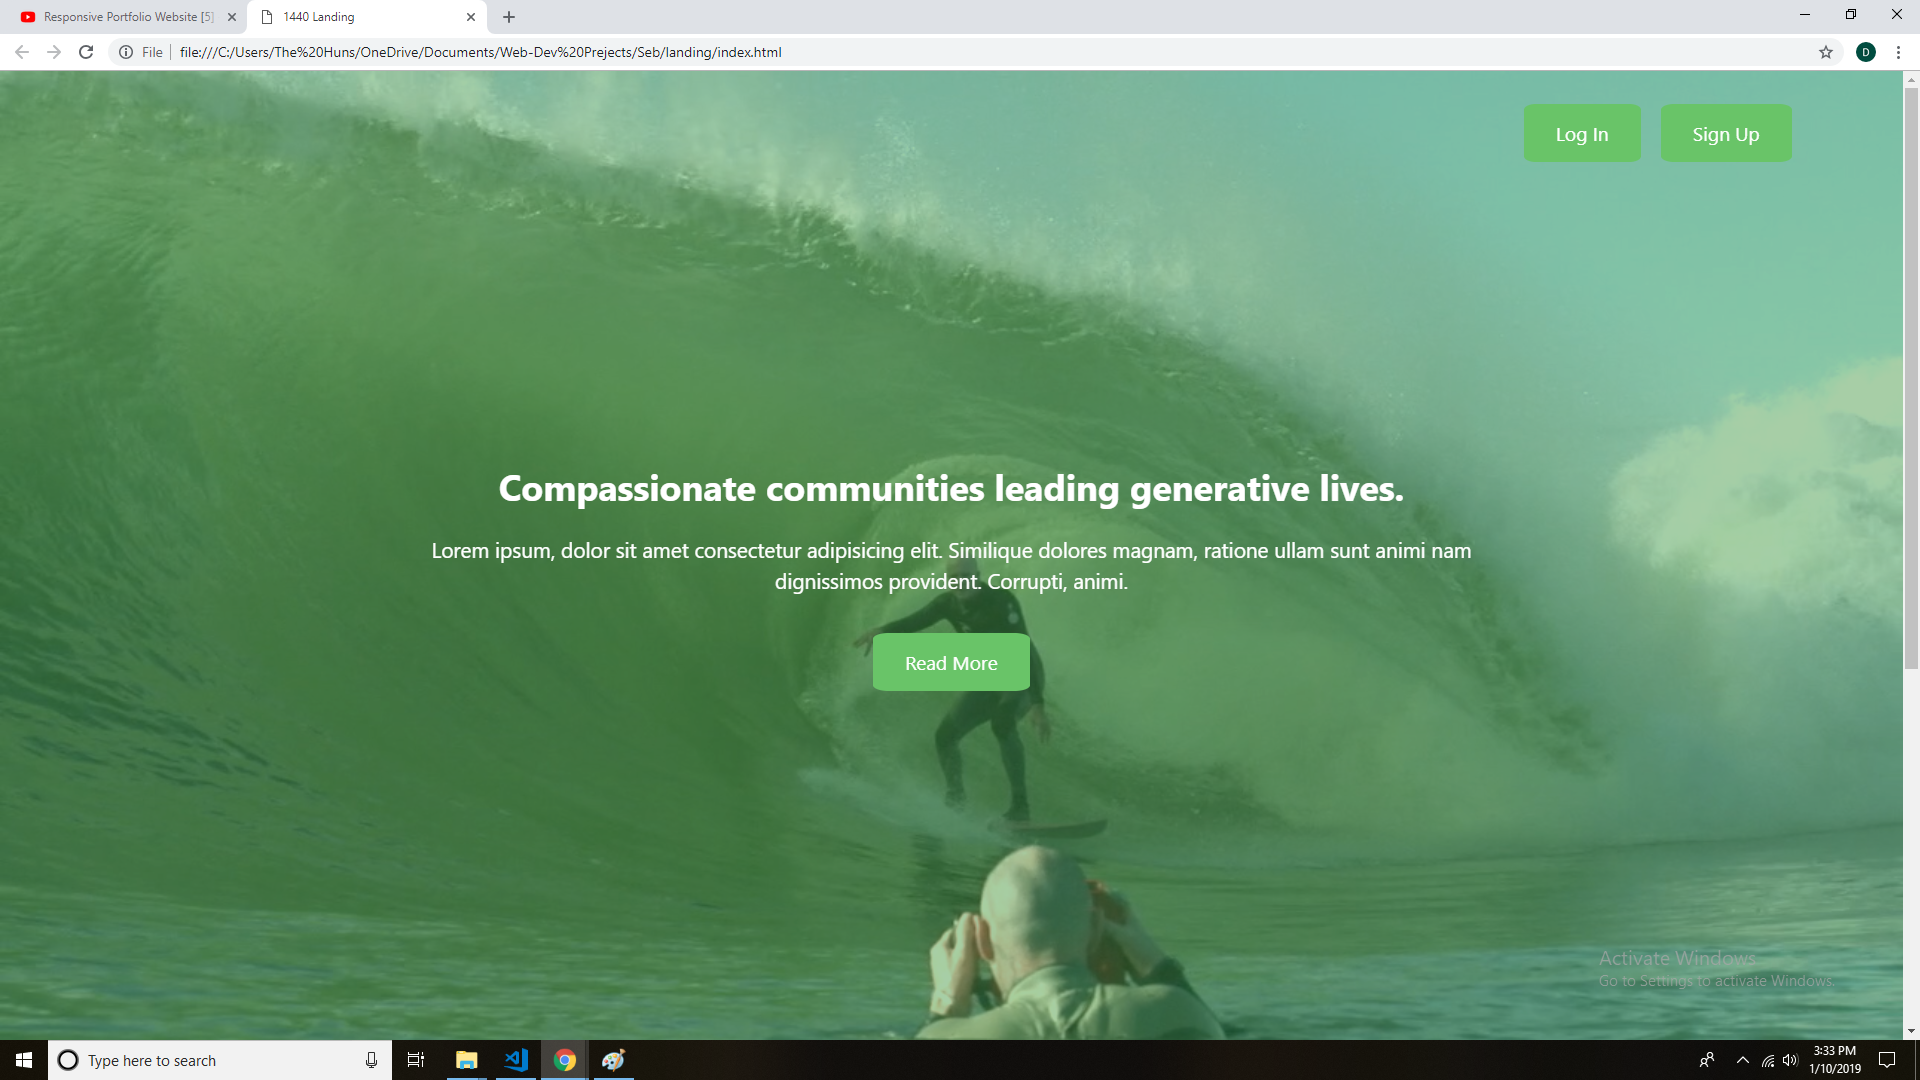 Responsive Portfolio Website [5]
1440 Landing
File
file:///C:/Users/The%20Huns/OneDrive/Documents/Web-Dev%20Prejects/Seb/landing/index.html
D
Log In
Sign Up
Compassionate communities leading generative lives.
Lorem ipsum, dolor sit amet consectetur adipisicing elit. Similique dolores magnam, ratione ullam sunt animi nam
dignissimos provident. Corrupti, animi.
Read More
Activate Windows
Go to Settings to activate Windows.
Type here to search
3:33 PM
1/10/2019